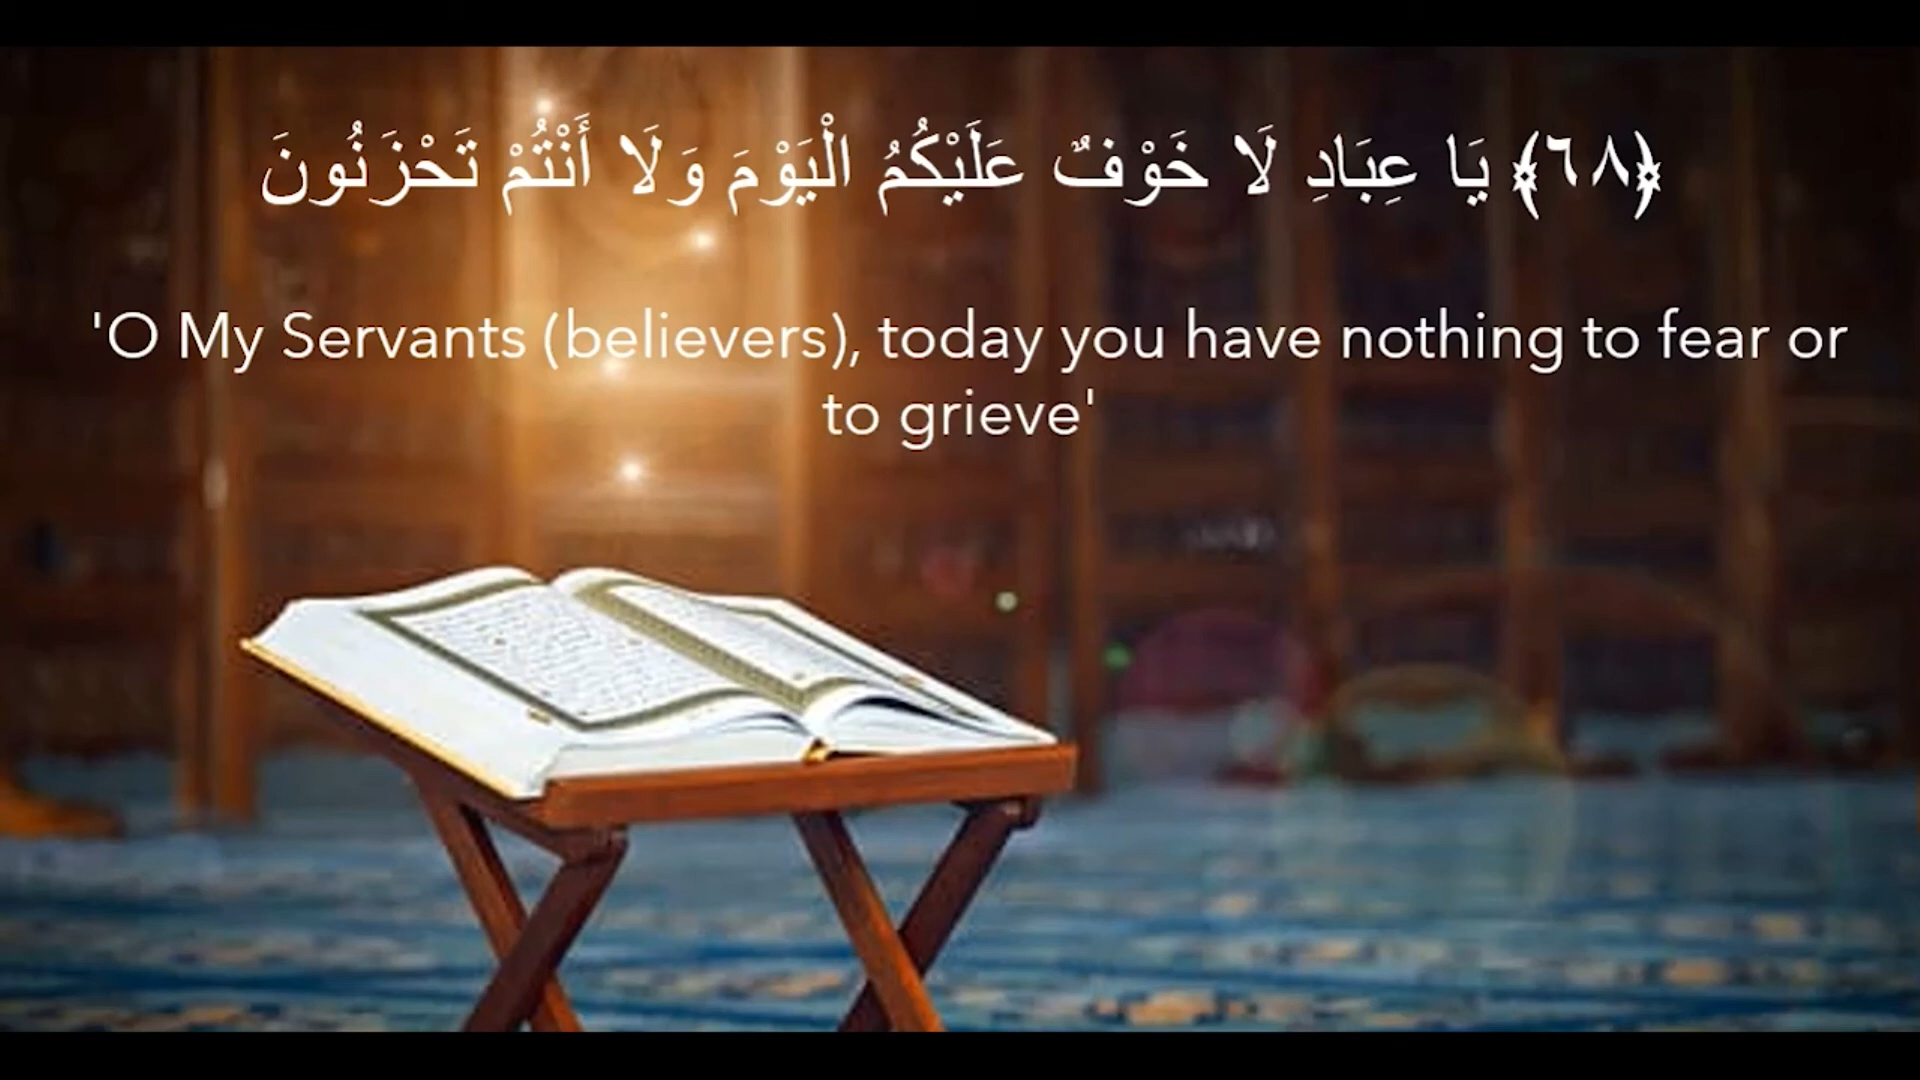 ﴿٦٨﴾ يَا عِبَادِ لَا خَوْفٌ عَلَيْكُمُ الْيَوْمَ وَلَا أَنْتُمْ تَحْزَنُونَ
'O My Servants (believers), today you have nothing to fear or
to grieve'